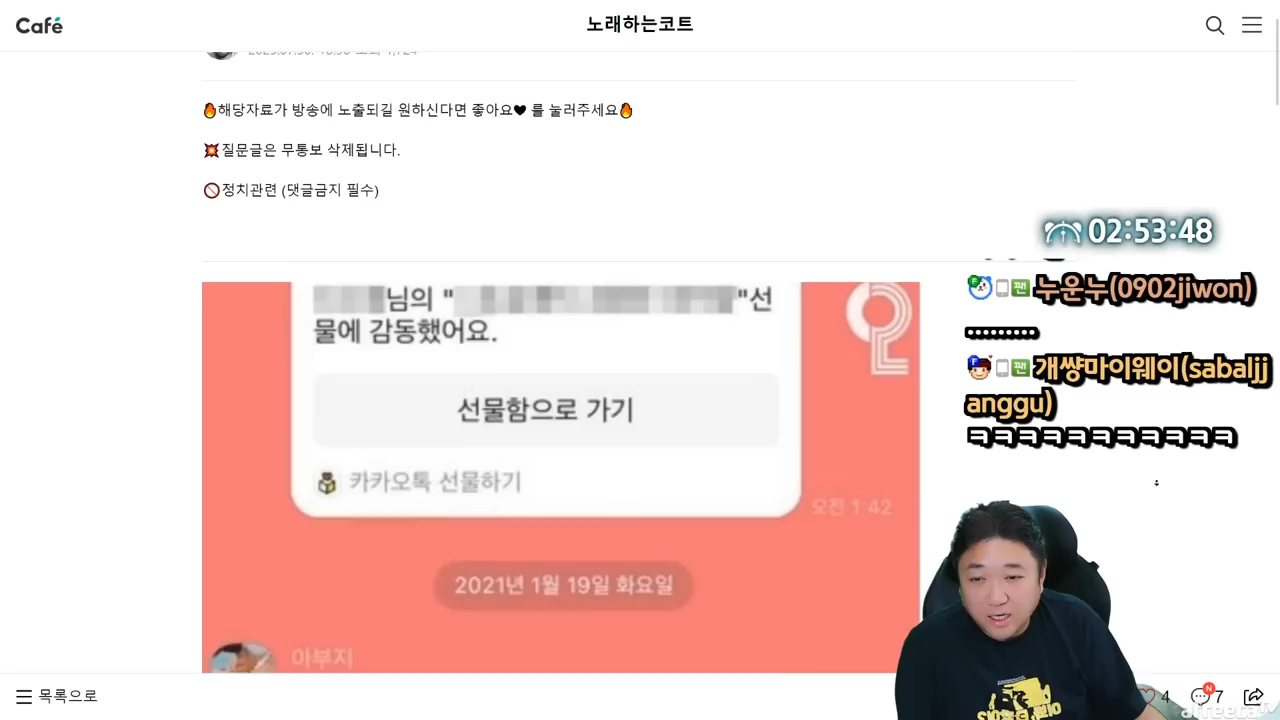 Café
노래하는코트
🔥해당자료가 방송에 노출되길 원하신다면 좋아요🖤 를 눌러주세요🔥
💥질문글은 무통보 삭제됩니다.
🚫정치관련 (댓글금지 필수)
02:53:48
누운누(0902jiwon)
.........
개썅마이웨이(sabaljj
anggu)
ㅋㅋㅋㅋㅋㅋㅋㅋㅋㅋㅋ
님의 "
"선
물에 감동했어요.
선물함으로 가기
카카오톡 선물하기
오전 1:42
2021년 1월 19일 화요일
아부지
목록으로
4
N
7
afreecaTV